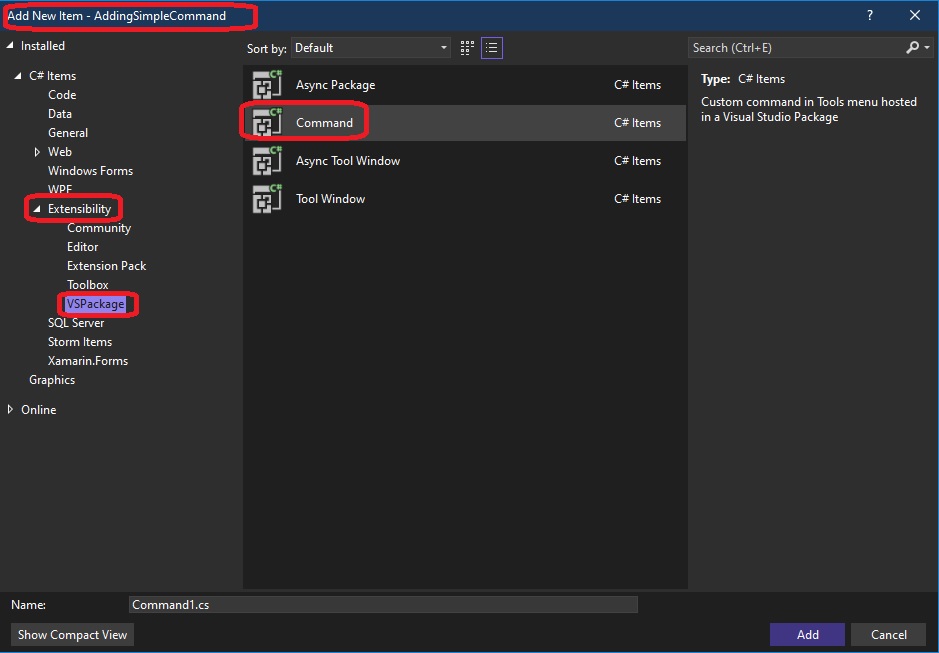 Add New Item - AddingSimpleCommand
?
Installed
Sort by: Default
Search (Ctrl+E)
C# Items
Code
Data
General
Web
Windows Forms
WPF
Extensibility
Community
Editor
Extension Pack
Toolbox
VSPackage
SQL Server
Storm Items
Xamarin.Forms
Graphics
Online
Async Package C# Items
Command C# Items
Async Tool Window C# Items
Tool Window C# Items
Type: C# Items
Custom command in Tools menu hosted
in a Visual Studio Package
Name: Command1.cs
Show Compact View
Add
Cancel